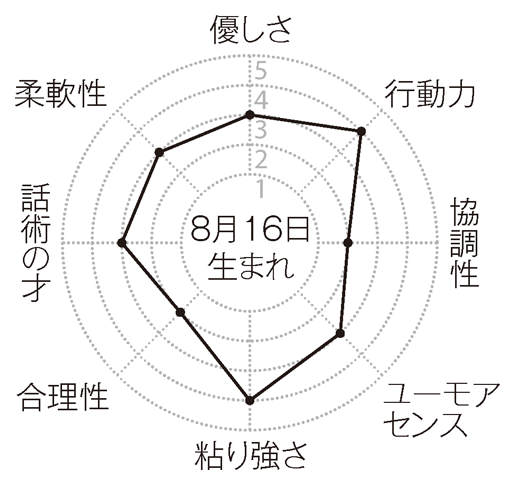 優しさ
行動力
協調性
ユーモア
センス
粘り強さ
合理性
話術の才
柔軟性
5
4
3
2
1
8月16日
生まれ